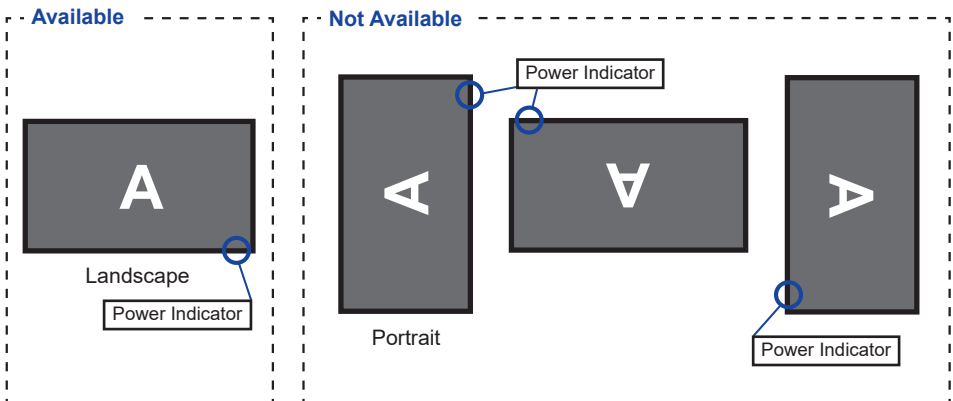 Available
Not Available
Power Indicator
A
A
A
A
Landscape
Power Indicator
Portrait
Power Indicator